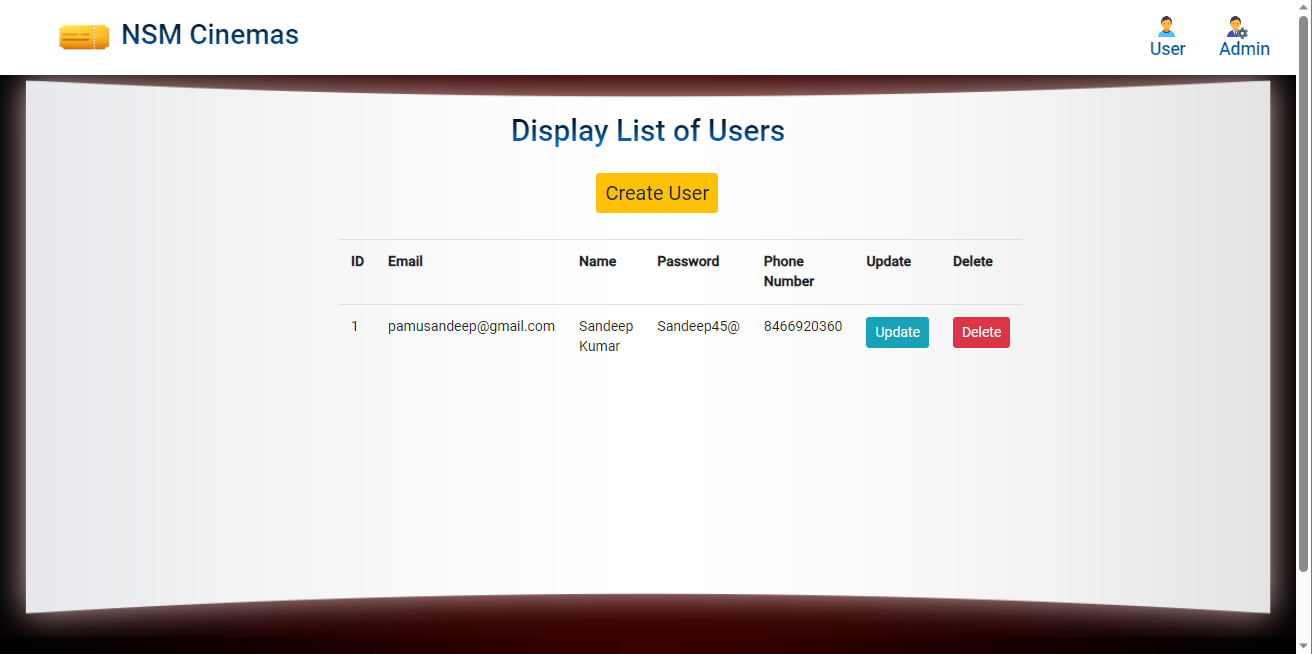 NSM Cinemas
User
Admin
Display List of Users
Create User
ID Email Name Password Phone Number Update Delete
1 pamusandeep@gmail.com Sandeep Kumar Sandeep45@ 8466920360 Update Delete